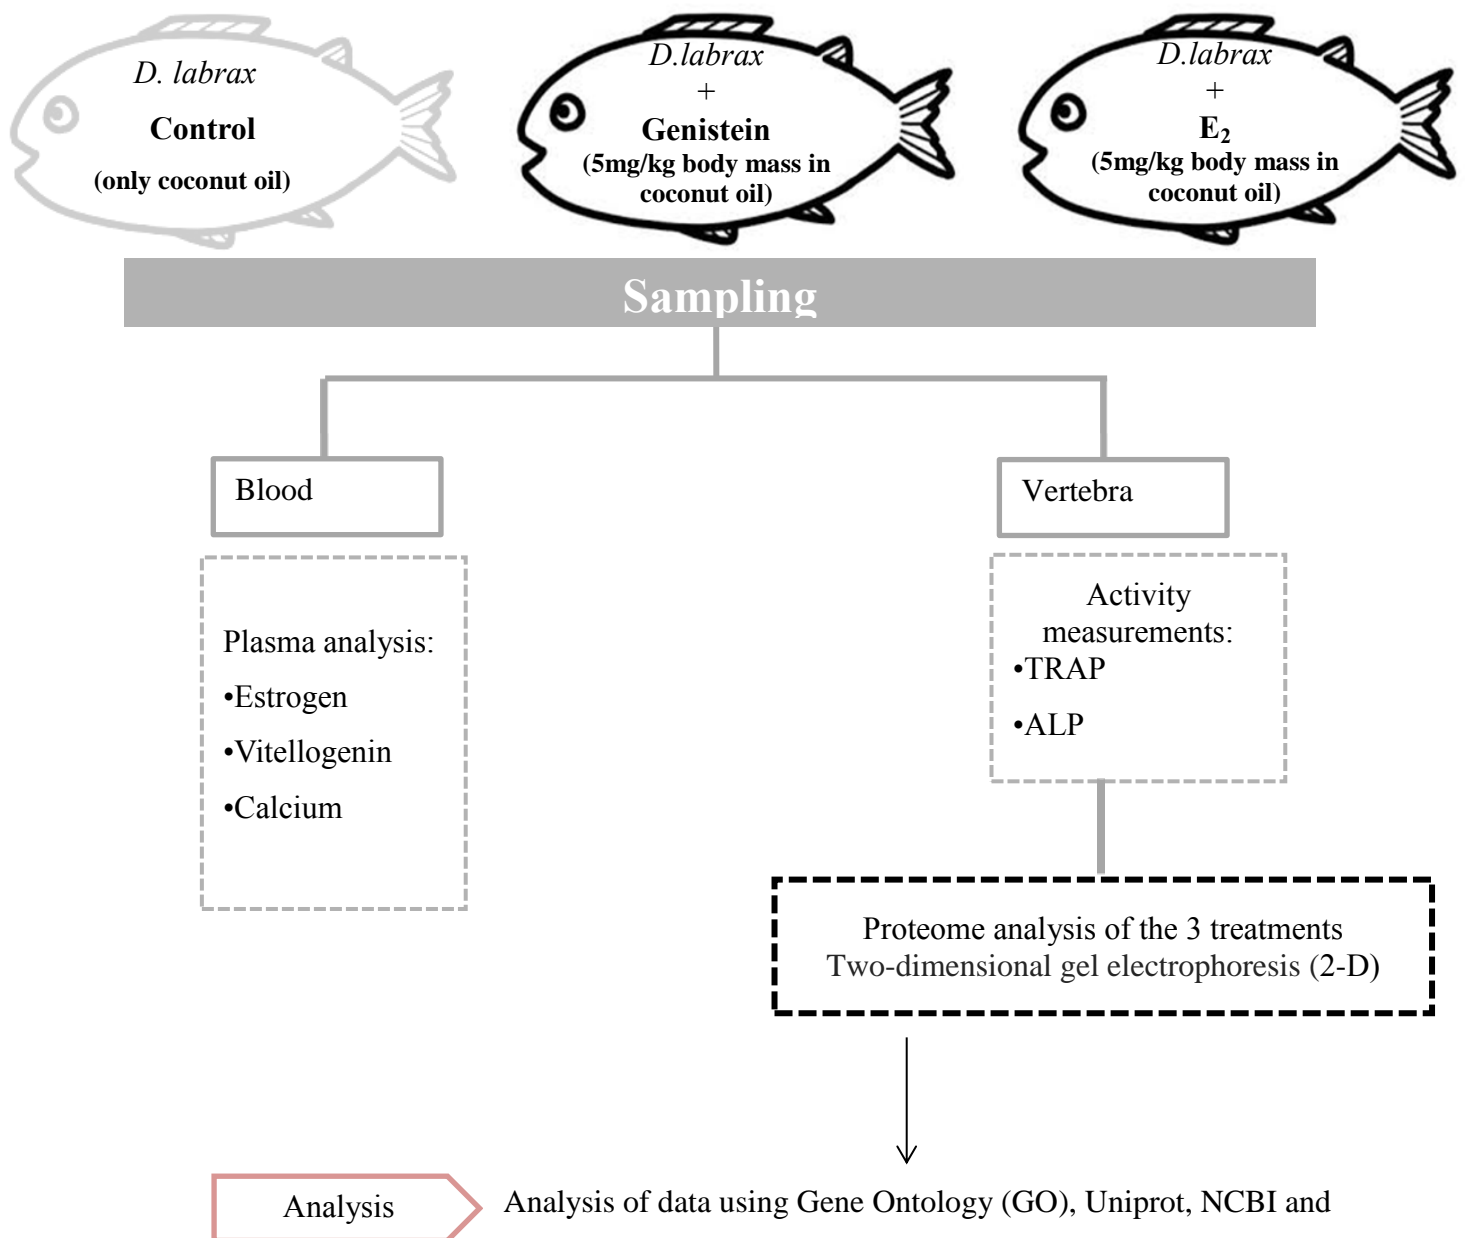 D. labrax
Control
(only coconut oil)
D.labrax
+
Genistein
(5mg/kg body mass in
coconut oil)
D.labrax
+
E₂
(5mg/kg body mass in
coconut oil)
Sampling
Blood
Vertebra
Plasma analysis:
•Estrogen
•Vitellogenin
•Calcium
Activity
measurements:
•TRAP
•ALP
Proteome analysis of the 3 treatments
Two-dimensional gel electrophoresis (2-D)
Analysis
Analysis of data using Gene Ontology (GO), Uniprot, NCBI and